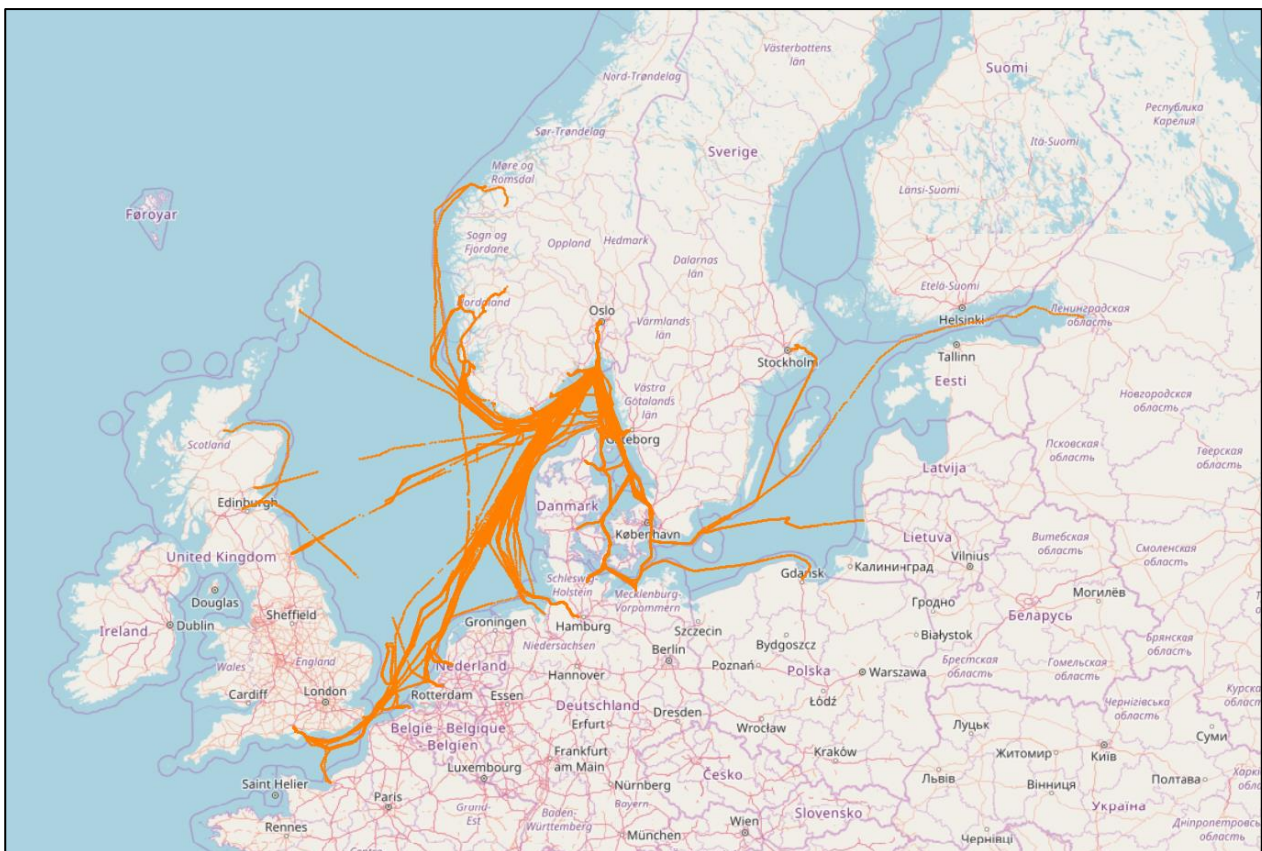 Västerbottens
län
Suomi
Nord-Trøndelag
Республика
Карелия
Sør-Trøndelag
Itä-Suomi
Sverige
Møre og
Romsdal
Länsi-Suomi
Føroyar
Sogn og
Fjordane
Oppland
Hedmark
Dalarnas
län
Etelä-Suomi
Oslo
Värmlands
län
Helsinki
Ленинградская
область
Stockholm
Tallinn
Eesti
Västra
Götalands
län
Новгородская
область
Scotland
Псковская
область
Тверская
область
Latvija
Edinburgh
Danmark
København
Lietuva
Витебская
область
Смоленская
область
United Kingdom
Vilnius
Schleswig-
Holstein
Mecklenburg-
Vorpommern
Gdańsk
Калининград
Могилёв
Douglas
Гродно
Беларусь
Ireland
Dublin
Sheffield
Groningen
Hamburg
Szczecin
Białystok
Брянская
область
Wales
England
Nederland
Niedersachsen
Berlin
Bydgoszcz
Брестская
область
Гомельская
область
Hannover
Poznań
Polska
Warszawa
Cardiff
London
Rotterdam
Essen
Deutschland
Łódź
Чернігівська
область
België - Belgique
Belgien
Erfurt
Dresden
Wrocław
Луцьк
Суми
Frankfurt
am Main
Kraków
Житомир
Київ
Saint Helier
Luxembourg
Česko
Львів
Вінниця
Полтава
Paris
Nürnberg
Rennes
Grand-
Est
Baden-
Württemberg
Bayern
Slovensko
Україна
München
Wien
Чернівці
Дніпропетровська
область